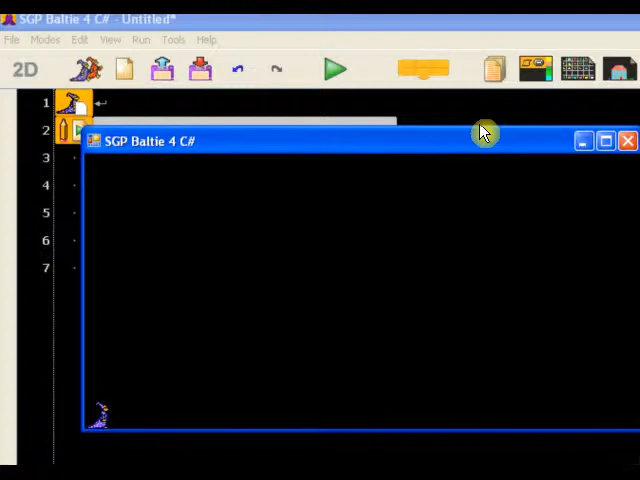 SGP Baltie 4 C# - Untitled*
File Modes Edit View Run Tools Help
2D
1
2
SGP Baltie 4 C#
3
4
5
6
7